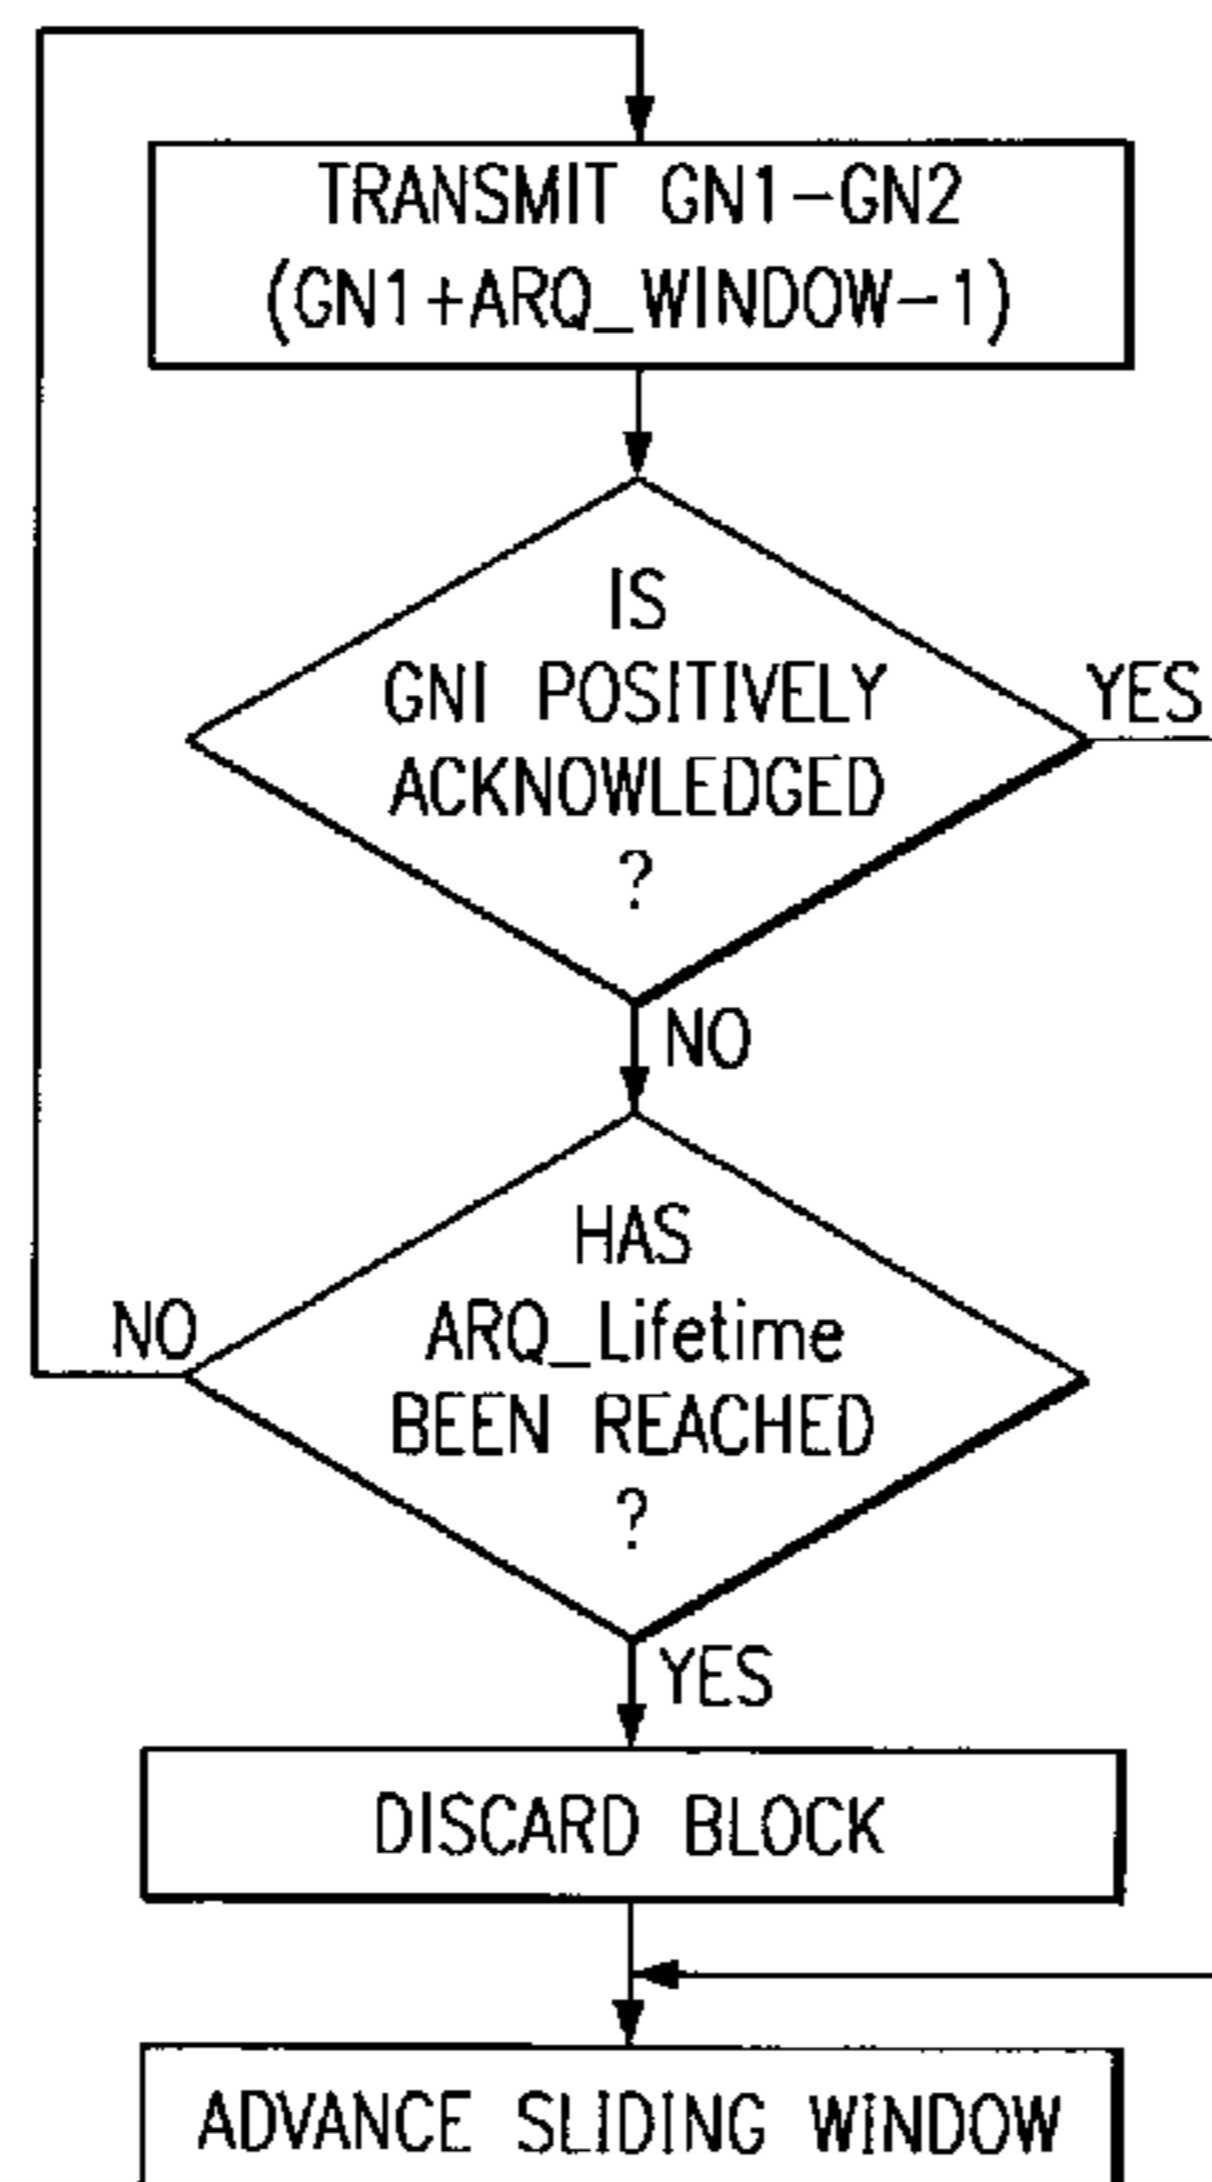 TRANSMIT GN1-GN2
(GN1+ARQ_WINDOW-1)
IS
GNI POSITIVELY
ACKNOWLEDGED
?
YES
NO
HAS
ARQ_Lifetime
BEEN REACHED
?
NO
YES
DISCARD BLOCK
ADVANCE SLIDING WINDOW